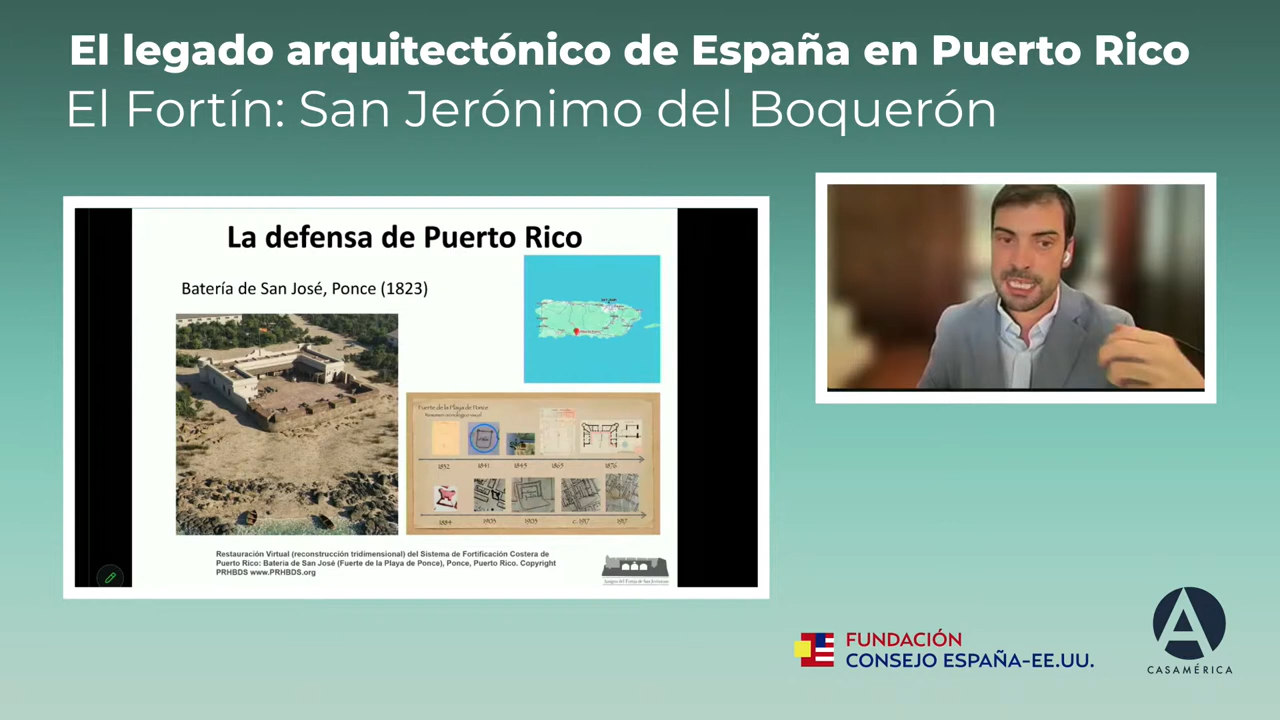 El legado arquitectónico de España en Puerto Rico
El Fortín: San Jerónimo del Boquerón
La defensa de Puerto Rico
Batería de San José, Ponce (1823)
Fuerte de la Playa de Ponce
1832 1841 1845 1865 1876
1884 1903 1905 c. 1917 1917
Restauración Virtual (reconstrucción tridimensional) del Sistema de Fortificación Costera de
Puerto Rico: Batería de San José (Fuerte de la Playa de Ponce), Ponce, Puerto Rico. Copyright
PRHBDS www.PRHBDS.org
FUNDACIÓN
CONSEJO ESPAÑA-EE.UU.
A
CASAMÉRICA